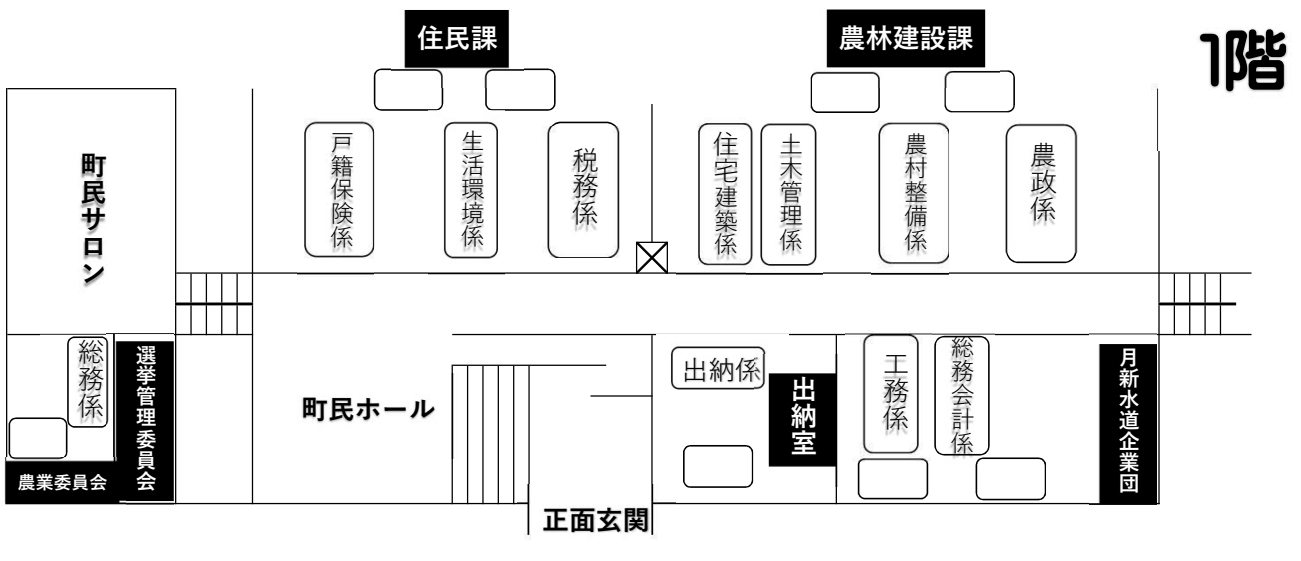 住民課
農林建設課
1階
町民サロン
戸籍保険係
生活環境係
税務係
住宅建築係
土木管理係
農村整備係
農政係
総務係
選挙管理委員会
農業委員会
町民ホール
正面玄関
出納係
出納室
工務係
総務会計係
月新水道企業団